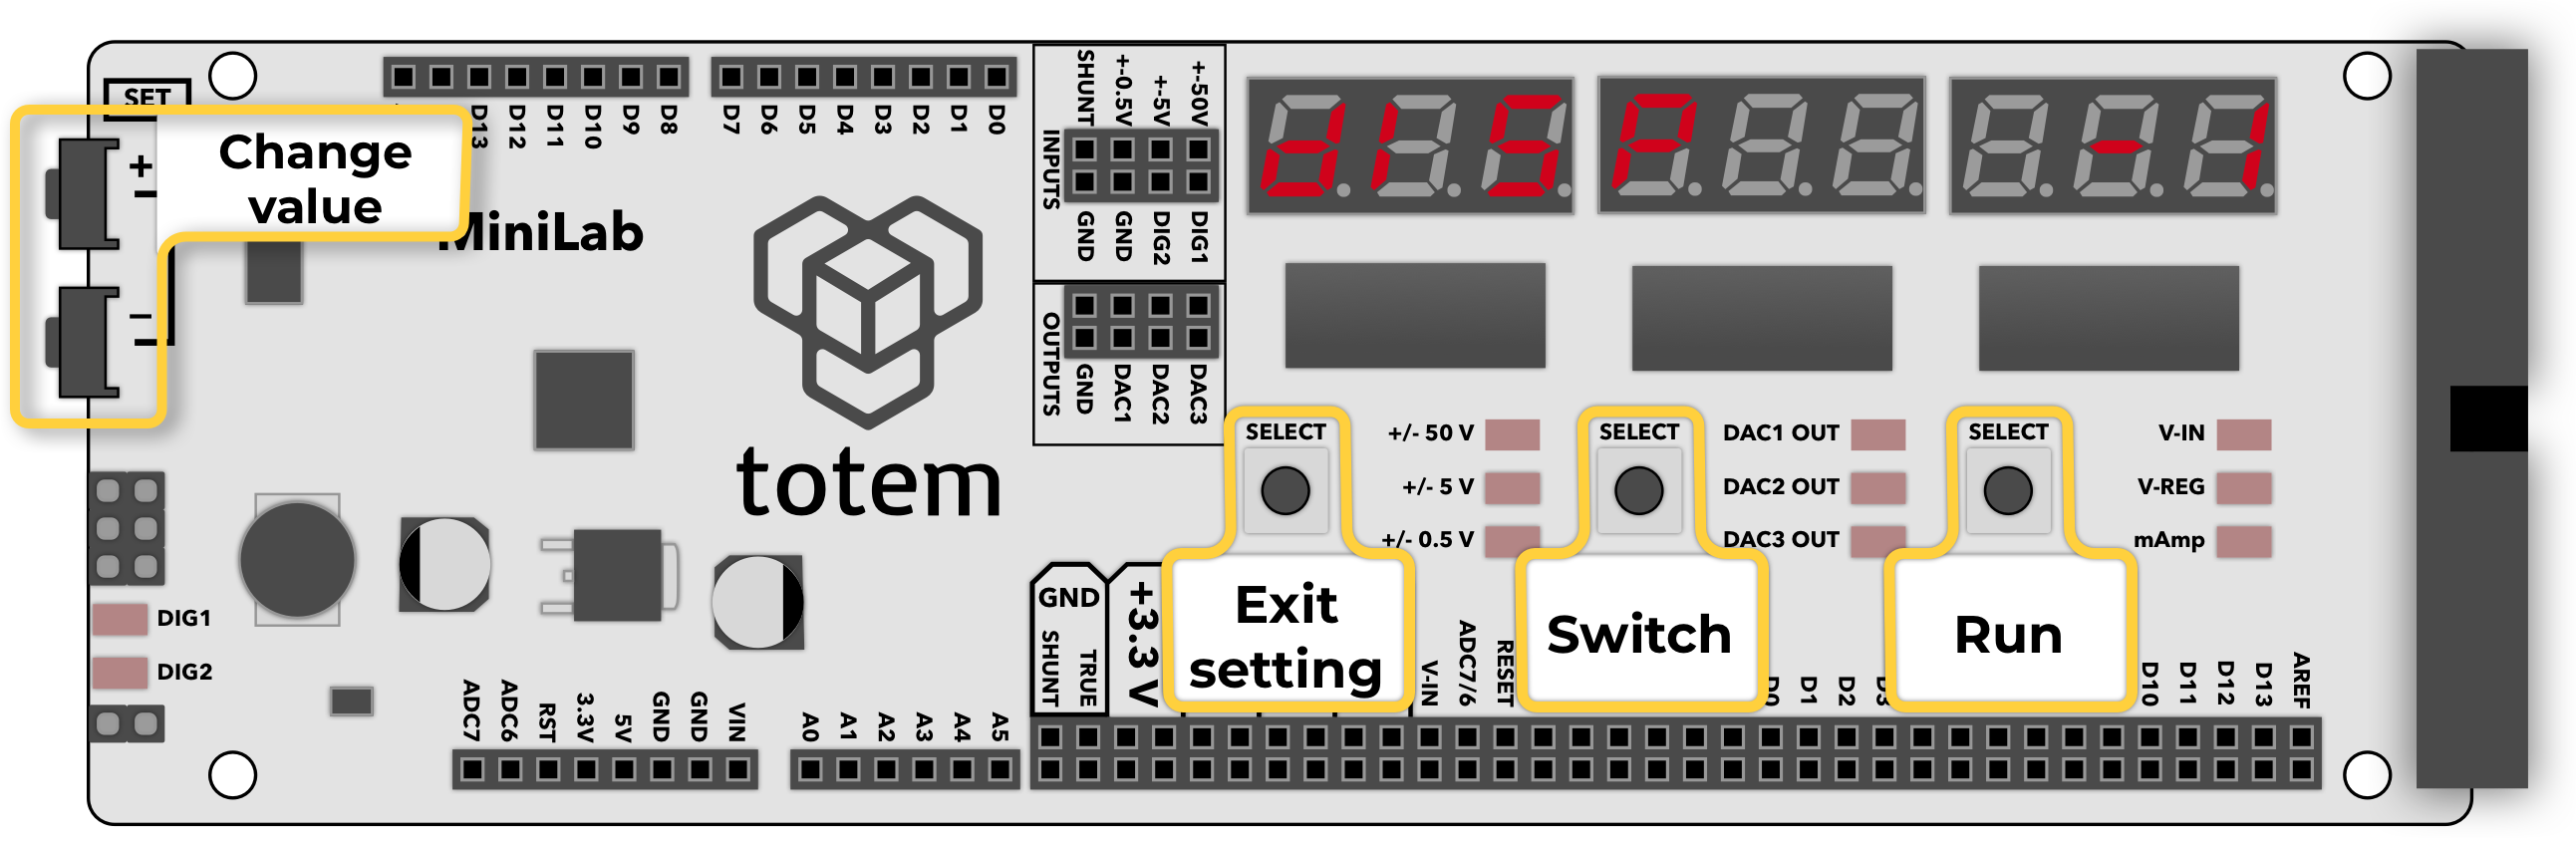 SET
+
−
Change
value
D13
D12
D11
D10
D9
D8
D7
D6
D5
D4
D3
D2
D1
D0
MiniLab
totem
SHUNT
+-0.5V
+-5V
+-50V
INPUTS
GND
GND
DIG2
DIG1
OUTPUTS
GND
DAC1
DAC2
DAC3
diSP
-1
SELECT
+/- 50 V
+/- 5 V
+/- 0.5 V
SELECT
DAC1 OUT
DAC2 OUT
DAC3 OUT
SELECT
V-IN
V-REG
mAmp
Exit
setting
Switch
Run
DIG1
DIG2
ADC7
ADC6
RST
3.3V
5V
GND
GND
VIN
A0
A1
A2
A3
A4
A5
GND
SHUNT
TRUE
+3.3 V
V-IN
ADC7/6
RESET
D0
D1
D2
D3
D10
D11
D12
D13
AREF